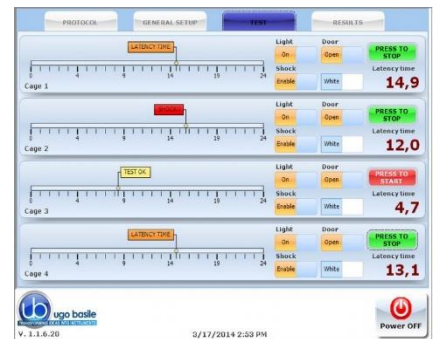 PROTOCOL GENERAL SETUP TEST RESULTS
LATENCY TIME
Light Door
On Open
PRESS TO STOP
Shock
Latency time
Enable White
0 4 9 14 19 24
Cage 1
14,9
Light Door
On Open
PRESS TO STOP
Shock
Latency time
Enable White
0 4 9 14 19 24
Cage 2
12,0
TEST OK
Light Door
On Open
PRESS TO START
Shock
Latency time
Enable White
0 4 9 14 19 24
Cage 3
4,7
LATENCY TIME
Light Door
On Open
PRESS TO STOP
Shock
Latency time
Enable White
0 4 9 14 19 24
Cage 4
13,1
ub ugo basile
V. 1.1.6.20
3/17/2014 2:53 PM
Power OFF